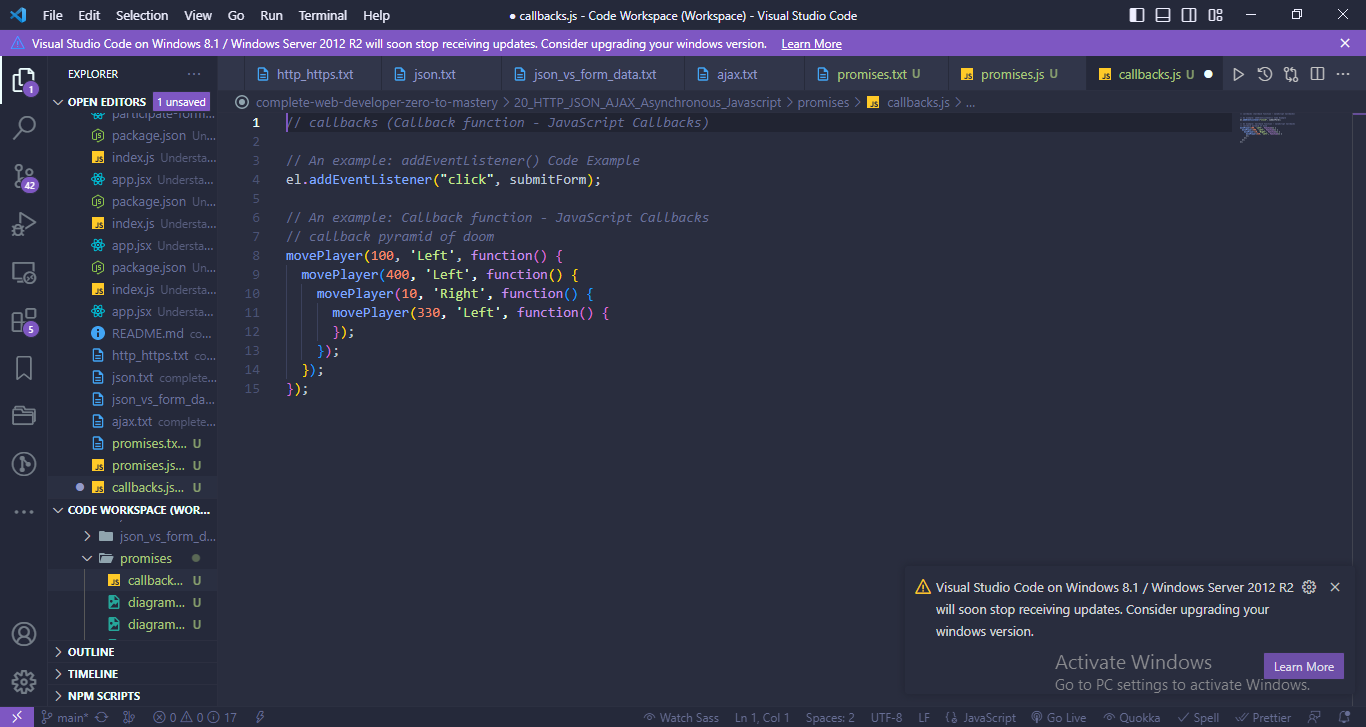 File Edit Selection View Go Run Terminal Help
● callbacks.js - Code Workspace (Workspace) - Visual Studio Code
Visual Studio Code on Windows 8.1 / Windows Server 2012 R2 will soon stop receiving updates. Consider upgrading your windows version. Learn More
EXPLORER
OPEN EDITORS 1 unsaved
participate-form...
package.json Un...
index.js Understa...
app.jsx Understa...
package.json Un...
index.js Understa...
app.jsx Understa...
package.json Un...
index.js Understa...
app.jsx Understa...
README.md co...
http_https.txt co...
json.txt complete...
json_vs_form_da...
ajax.txt complete...
promises.tx... U
promises.js... U
callbacks.js... U
CODE WORKSPACE (WOR...
json_vs_form_d...
promises
callback... U
diagram... U
diagram... U
OUTLINE
TIMELINE
NPM SCRIPTS
1
42
5
http_https.txt json.txt json_vs_form_data.txt ajax.txt promises.txt U promises.js U callbacks.js U
complete-web-developer-zero-to-mastery > 20_HTTP_JSON_AJAX_Asynchronous_Javascript > promises > JS callbacks.js > ...
1 // callbacks (Callback function - JavaScript Callbacks)
2
3 // An example: addEventListener() Code Example
4 el.addEventListener("click", submitForm);
5
6 // An example: Callback function - JavaScript Callbacks
7 // callback pyramid of doom
8 movePlayer(100, 'Left', function() {
9 movePlayer(400, 'Left', function() {
10 movePlayer(10, 'Right', function() {
11 movePlayer(330, 'Left', function() {
12 });
13 });
14 });
15 });
Visual Studio Code on Windows 8.1 / Windows Server 2012 R2
will soon stop receiving updates. Consider upgrading your
windows version.
Learn More
Activate Windows
Go to PC settings to activate Windows.
main* 0 0 17 Watch Sass Ln 1, Col 1 Spaces: 2 UTF-8 LF {} JavaScript Go Live Quokka Spell Prettier